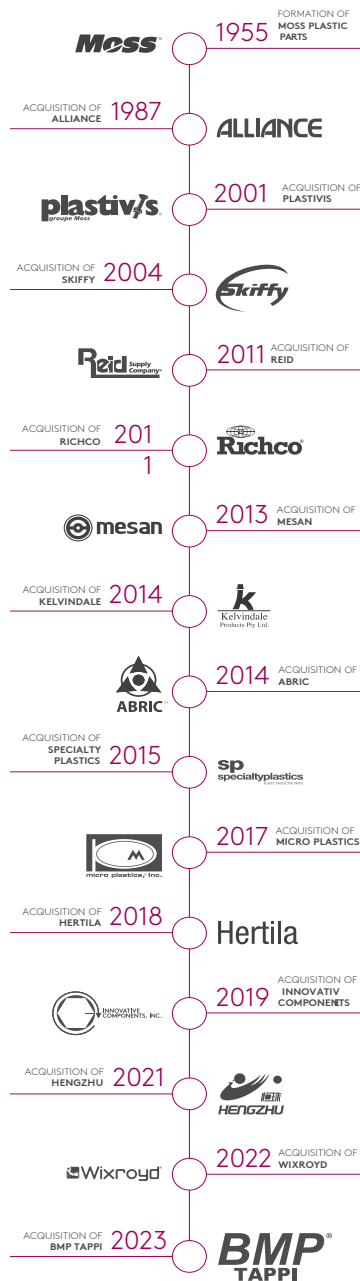 Moss®
1955
FORMATION OF
MOSS PLASTIC
PARTS
ACQUISITION OF
ALLIANCE
1987
ALLIANCE
plastivis®
groupe Moss
2001
ACQUISITION OF
PLASTIVIS
ACQUISITION OF
SKIFFY
2004
Skiffy
Reid
Supply
Company®
2011
ACQUISITION OF
REID
ACQUISITION OF
RICHCO
201
1
Richco®
mesan
2013
ACQUISITION OF
MESAN
ACQUISITION OF
KELVINDALE
2014
k
Kelvindale
Products Pty Ltd.
ABRIC™
2014
ACQUISITION OF
ABRIC
ACQUISITION OF
SPECIALTY
PLASTICS
2015
sp
specialtyplastics
M
micro plastics, Inc.
2017
ACQUISITION OF
MICRO PLASTICS
ACQUISITION OF
HERTILA
2018
Hertila
INNOVATIVE
COMPONENTS, INC.
2019
ACQUISITION OF
INNOVATIV
COMPONENTS
ACQUISITION OF
HENGZHU
2021
恒珠
HENGZHU
Wixroyd
2022
ACQUISITION OF
WIXROYD
ACQUISITION OF
BMP TAPPI
2023
BMP®
TAPPI